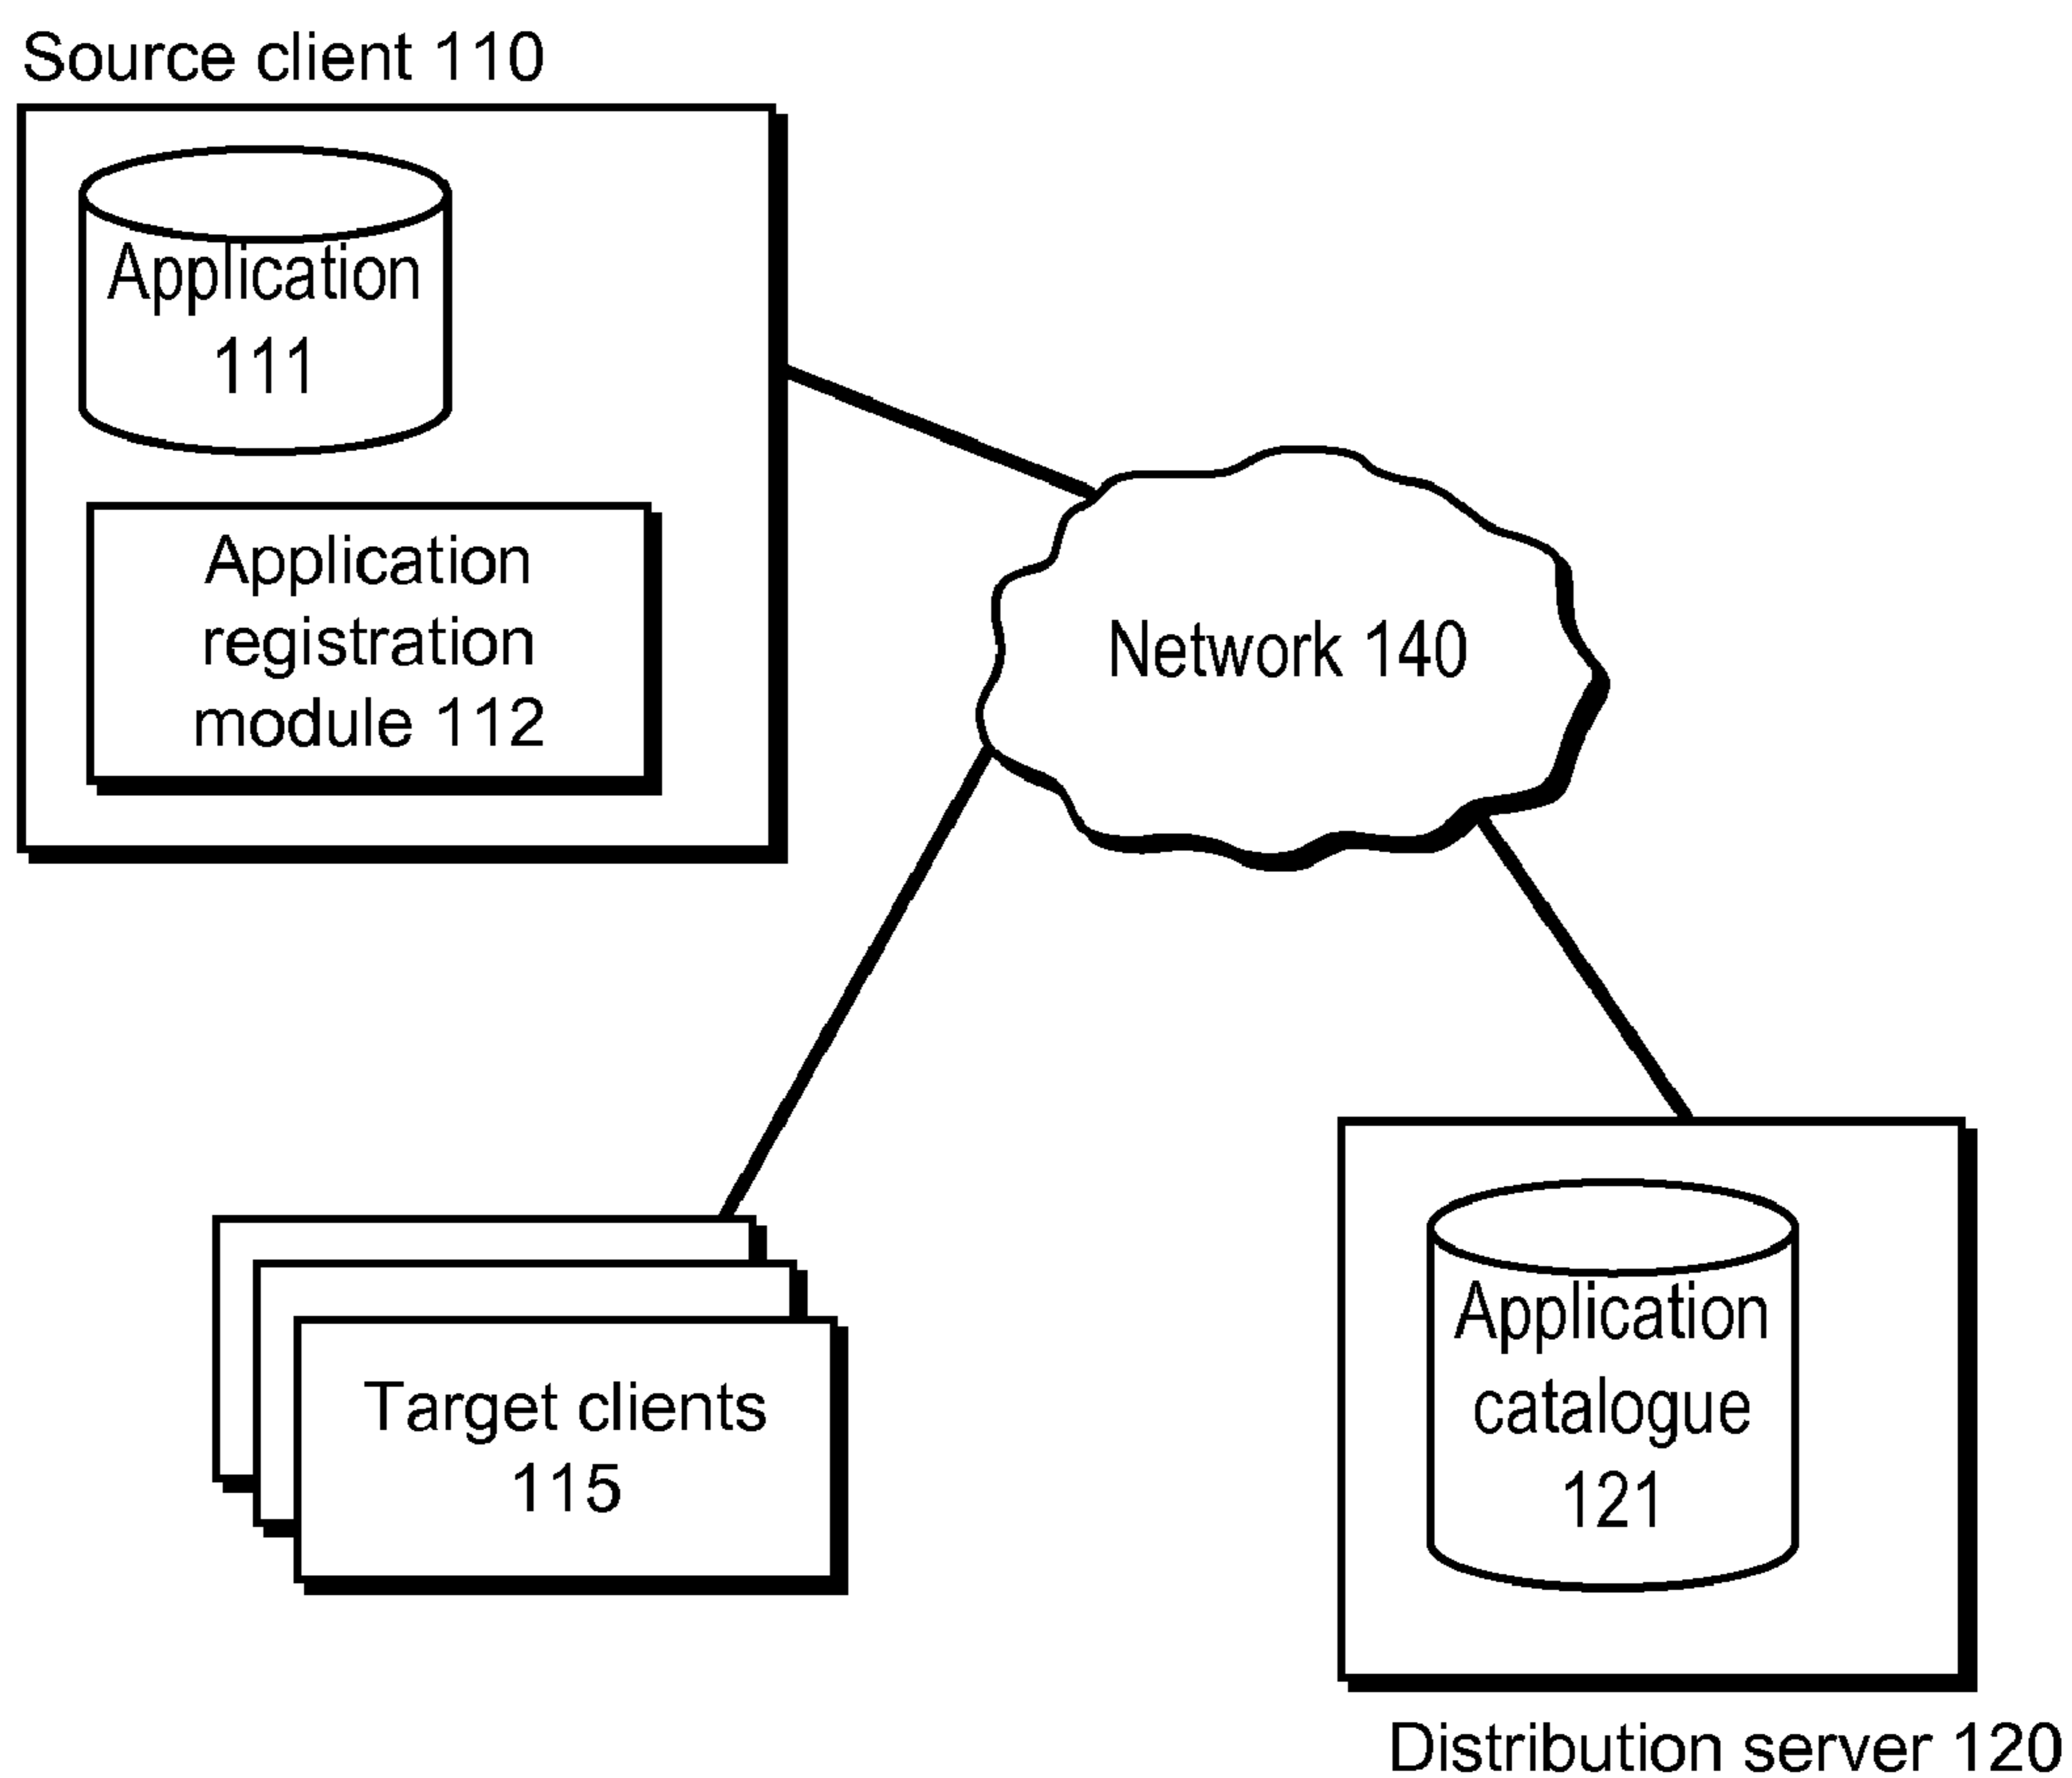 Source client 110
Application
111
Application
registration
module 112
Network 140
Target clients
115
Application
catalogue
121
Distribution server 120